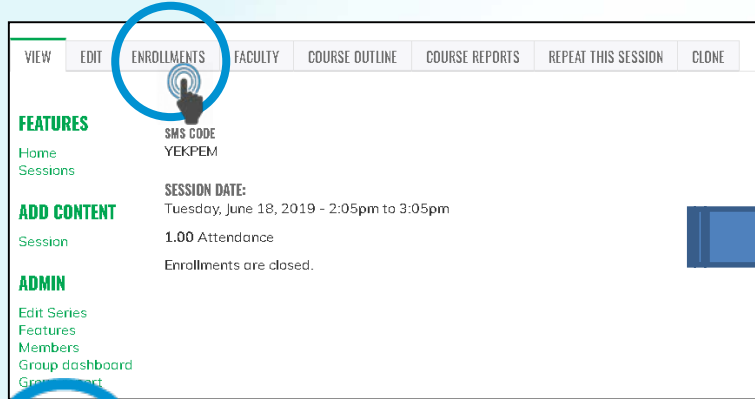 VIEW EDIT ENROLLMENTS FACULTY COURSE OUTLINE COURSE REPORTS REPEAT THIS SESSION CLONE
FEATURES
Home
Sessions
ADD CONTENT
Session
ADMIN
Edit Series
Features
Members
Group dashboard
SMS CODE
YEKPEM
SESSION DATE:
Tuesday, June 18, 2019 - 2:05pm to 3:05pm
1.00 Attendance
Enrollments are closed.